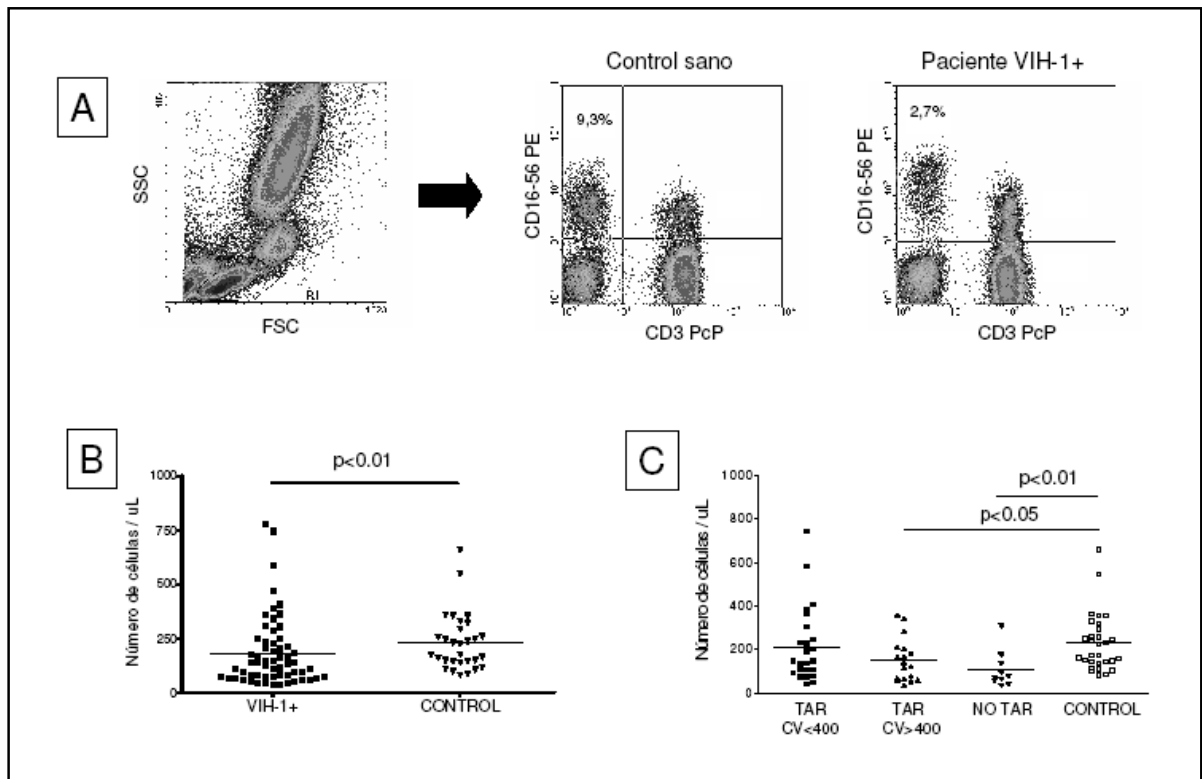 A
SSC
FSC
R1
Control sano
9,3%
CD16-56 PE
CD3 PcP
Paciente VIH-1+
2,7%
CD16-56 PE
CD3 PcP
B
p<0.01
Número de células / uL
1000
750
500
250
0
VIH-1+
CONTROL
C
p<0.01
p<0.05
Número de células / uL
1000
800
600
400
200
0
TAR NO TAR CONTROL
TAR
CV<400
CV>400